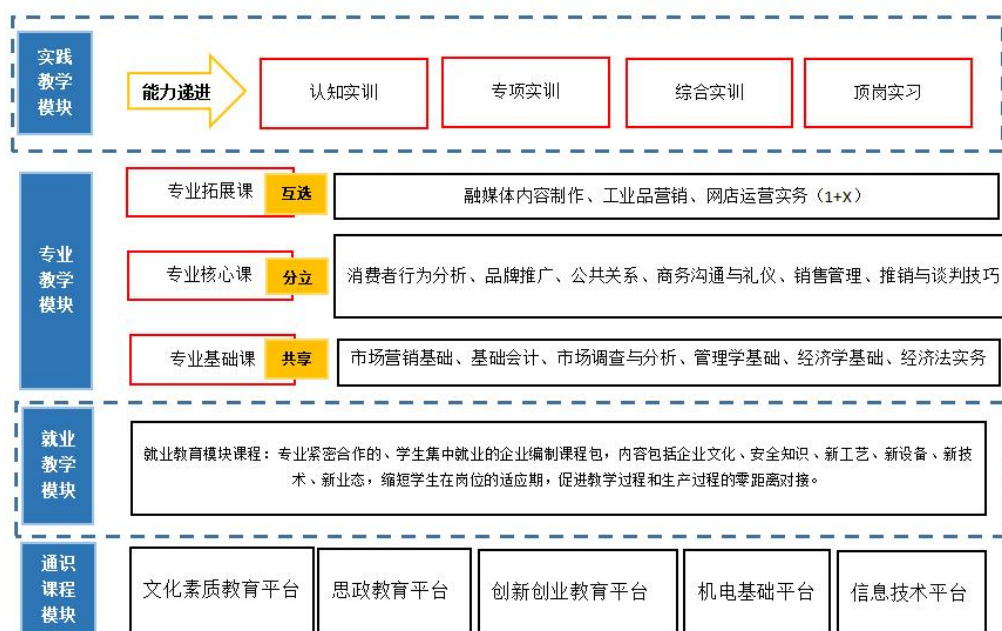 实践
教学
模块
能力递进
认知实训
专项实训
综合实训
顶岗实习
专业
教学
模块
专业拓展课
互选
融媒体内容制作、工业品营销、网店运营实务（1+X）
专业核心课
分立
消费者行为分析、品牌推广、公共关系、商务沟通与礼仪、销售管理、推销与谈判技巧
专业基础课
共享
市场营销基础、基础会计、市场调查与分析、管理学基础、经济学基础、经济法实务
就业
教学
模块
就业教育模块课程：专业紧密合作的、学生集中就业的企业编制课程包，内容包括企业文化、安全知识、新工艺、新设备、新技
术、新业态，缩短学生在岗位的适应期，促进教学过程和生产过程的零距离对接。
通识
课程
模块
文化素质教育平台
思政教育平台
创新创业教育平台
机电基础平台
信息技术平台